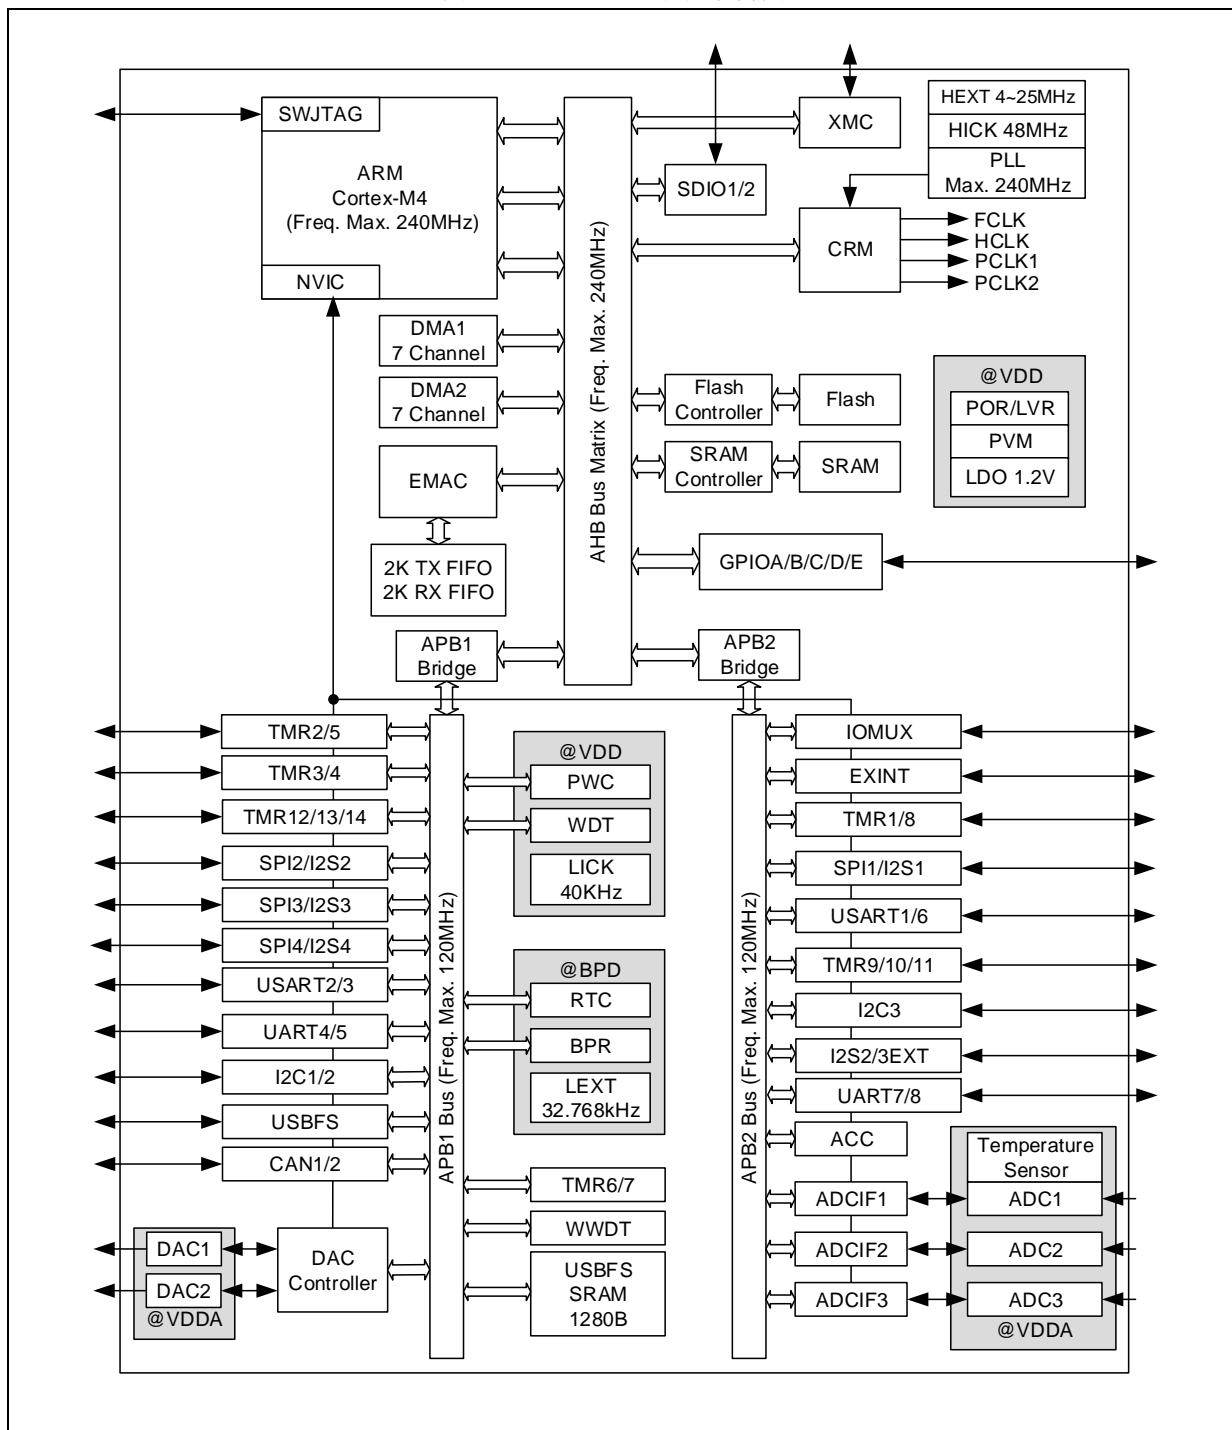 SWJTAG
ARM
Cortex-M4
(Freq. Max. 240MHz)
NVIC
DMA1
7 Channel
DMA2
7 Channel
EMAC
2K TX FIFO
2K RX FIFO
APB1
Bridge
AHB Bus Matrix (Freq. Max. 240MHz)
XMC
SDIO1/2
CRM
HEXT 4~25MHz
HICK 48MHz
PLL
Max. 240MHz
FCLK
HCLK
PCLK1
PCLK2
Flash
Controller
Flash
SRAM
Controller
SRAM
@VDD
POR/LVR
PVM
LDO 1.2V
GPIOA/B/C/D/E
APB2
Bridge
TMR2/5
TMR3/4
TMR12/13/14
SPI2/I2S2
SPI3/I2S3
SPI4/I2S4
USART2/3
UART4/5
I2C1/2
USBFS
CAN1/2
DAC1
DAC2
@VDDA
DAC
Controller
APB1 Bus (Freq. Max. 120MHz)
@VDD
PWC
WDT
LICK
40KHz
@BPD
RTC
BPR
LEXT
32.768kHz
TMR6/7
WWDT
USBFS
SRAM
1280B
APB2 Bus (Freq. Max. 120MHz)
IOMUX
EXINT
TMR1/8
SPI1/I2S1
USART1/6
TMR9/10/11
I2C3
I2S2/3EXT
UART7/8
ACC
ADCIF1
ADCIF2
ADCIF3
Temperature
Sensor
ADC1
ADC2
ADC3
@VDDA